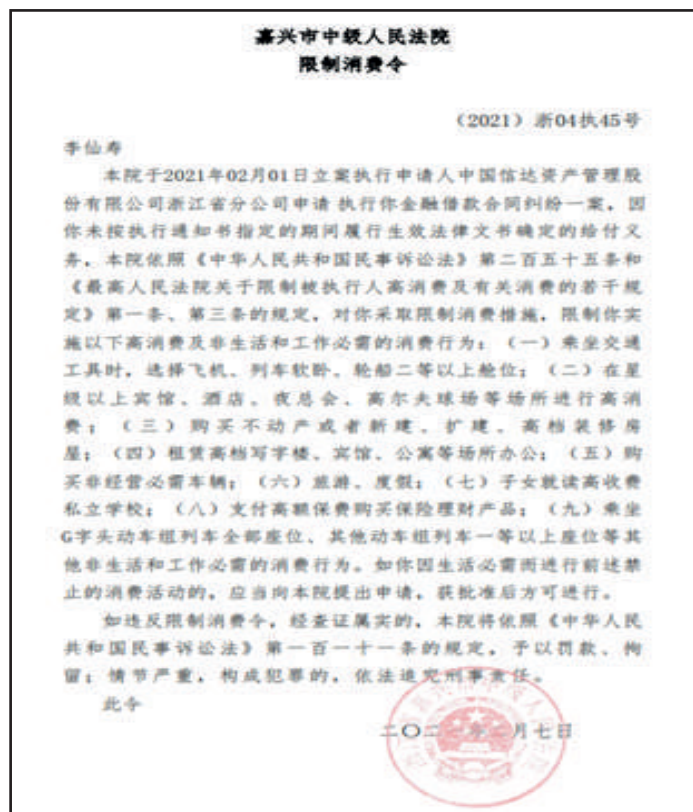 嘉兴市中级人民法院
限制消费令
（2021）浙04执45号
李仙寿
本院于2021年02月01日立案执行申请人中国信达资产管理股
份有限公司浙江省分公司申请 执行你金融借款合同纠纷一案，因
你未按执行通知书指定的期间履行生效法律文书确定的给付义
务，本院依照《中华人民共和国民事诉讼法》第二百五十五条和
《最高人民法院关于限制被执行人高消费及有关消费的若干规
定》第一条、第三条的规定，对你采取限制消费措施，限制你实
施以下高消费及非生活和工作必需的消费行为：（一）乘坐交通
工具时，选择飞机、列车软卧、轮船二等以上舱位；（二）在星
级以上宾馆、酒店、夜总会、高尔夫球场等场所进行高消
费；（三）购买不动产或者新建、扩建、高档装修房
屋；（四）租赁高档写字楼、宾馆、公寓等场所办公；（五）购
买非经营必需车辆；（六）旅游、度假；（七）子女就读高收费
私立学校；（八）支付高额保费购买保险理财产品；（九）乘坐
G字头动车组列车全部座位、其他动车组列车一等以上座位等其
他非生活和工作必需的消费行为。如你因生活必需而进行前述禁
止的消费活动的，应当向本院提出申请，获批准后方可进行。
如违反限制消费令，经查证属实的，本院将依照《中华人民
共和国民事诉讼法》第一百一十一条的规定，予以罚款、拘
留；情节严重，构成犯罪的，依法追究刑事责任。
此令
二〇二一年 月七日